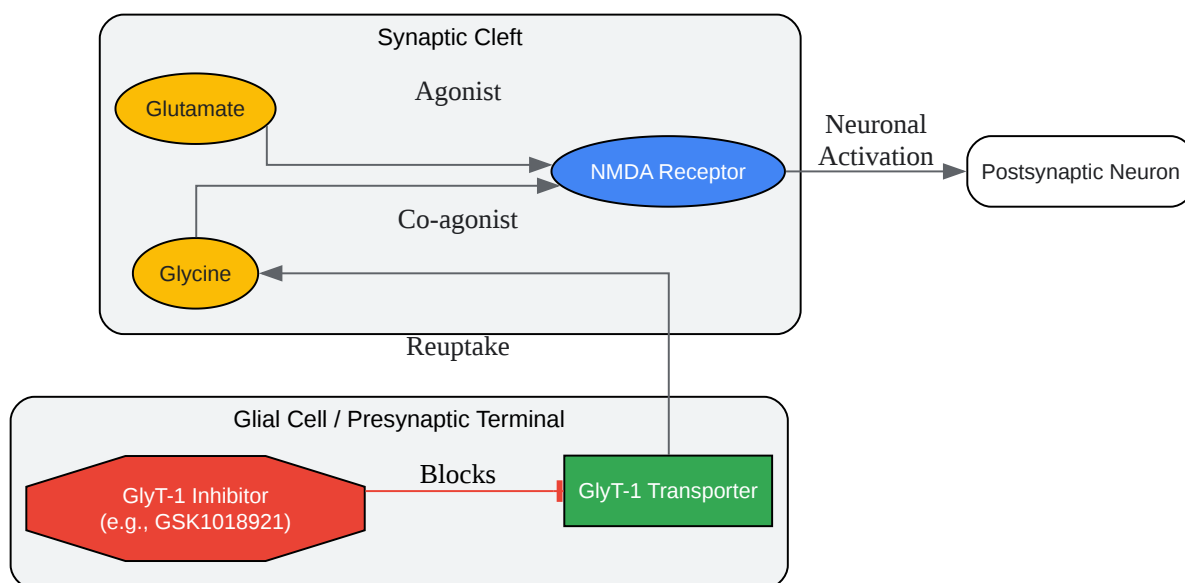 Synaptic Cleft
Glutamate
Agonist
Neuronal
Activation
NMDA Receptor
Postsynaptic Neuron
Co-agonist
Glycine
Reuptake
Glial Cell / Presynaptic Terminal
Blocks
GlyT-1 Inhibitor
(e.g., GSK1018921)
GlyT-1 Transporter